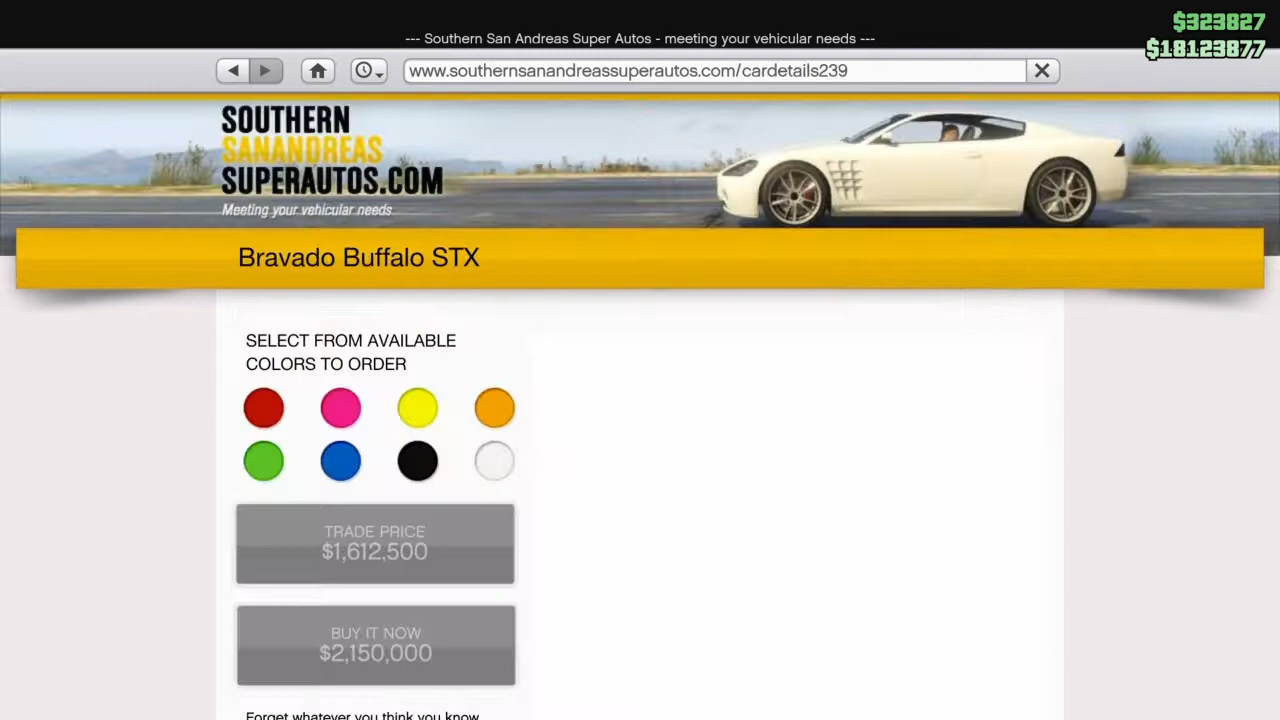 $323827
--- Southern San Andreas Super Autos - meeting your vehicular needs ---
$18123877
www.southernsanandreassuperautos.com/cardetails239
SOUTHERN
SANANDREAS
SUPERAUTOS.COM
Meeting your vehicular needs
Bravado Buffalo STX
SELECT FROM AVAILABLE
COLORS TO ORDER
TRADE PRICE
$1,612,500
BUY IT NOW
$2,150,000
Forget whatever you think you know